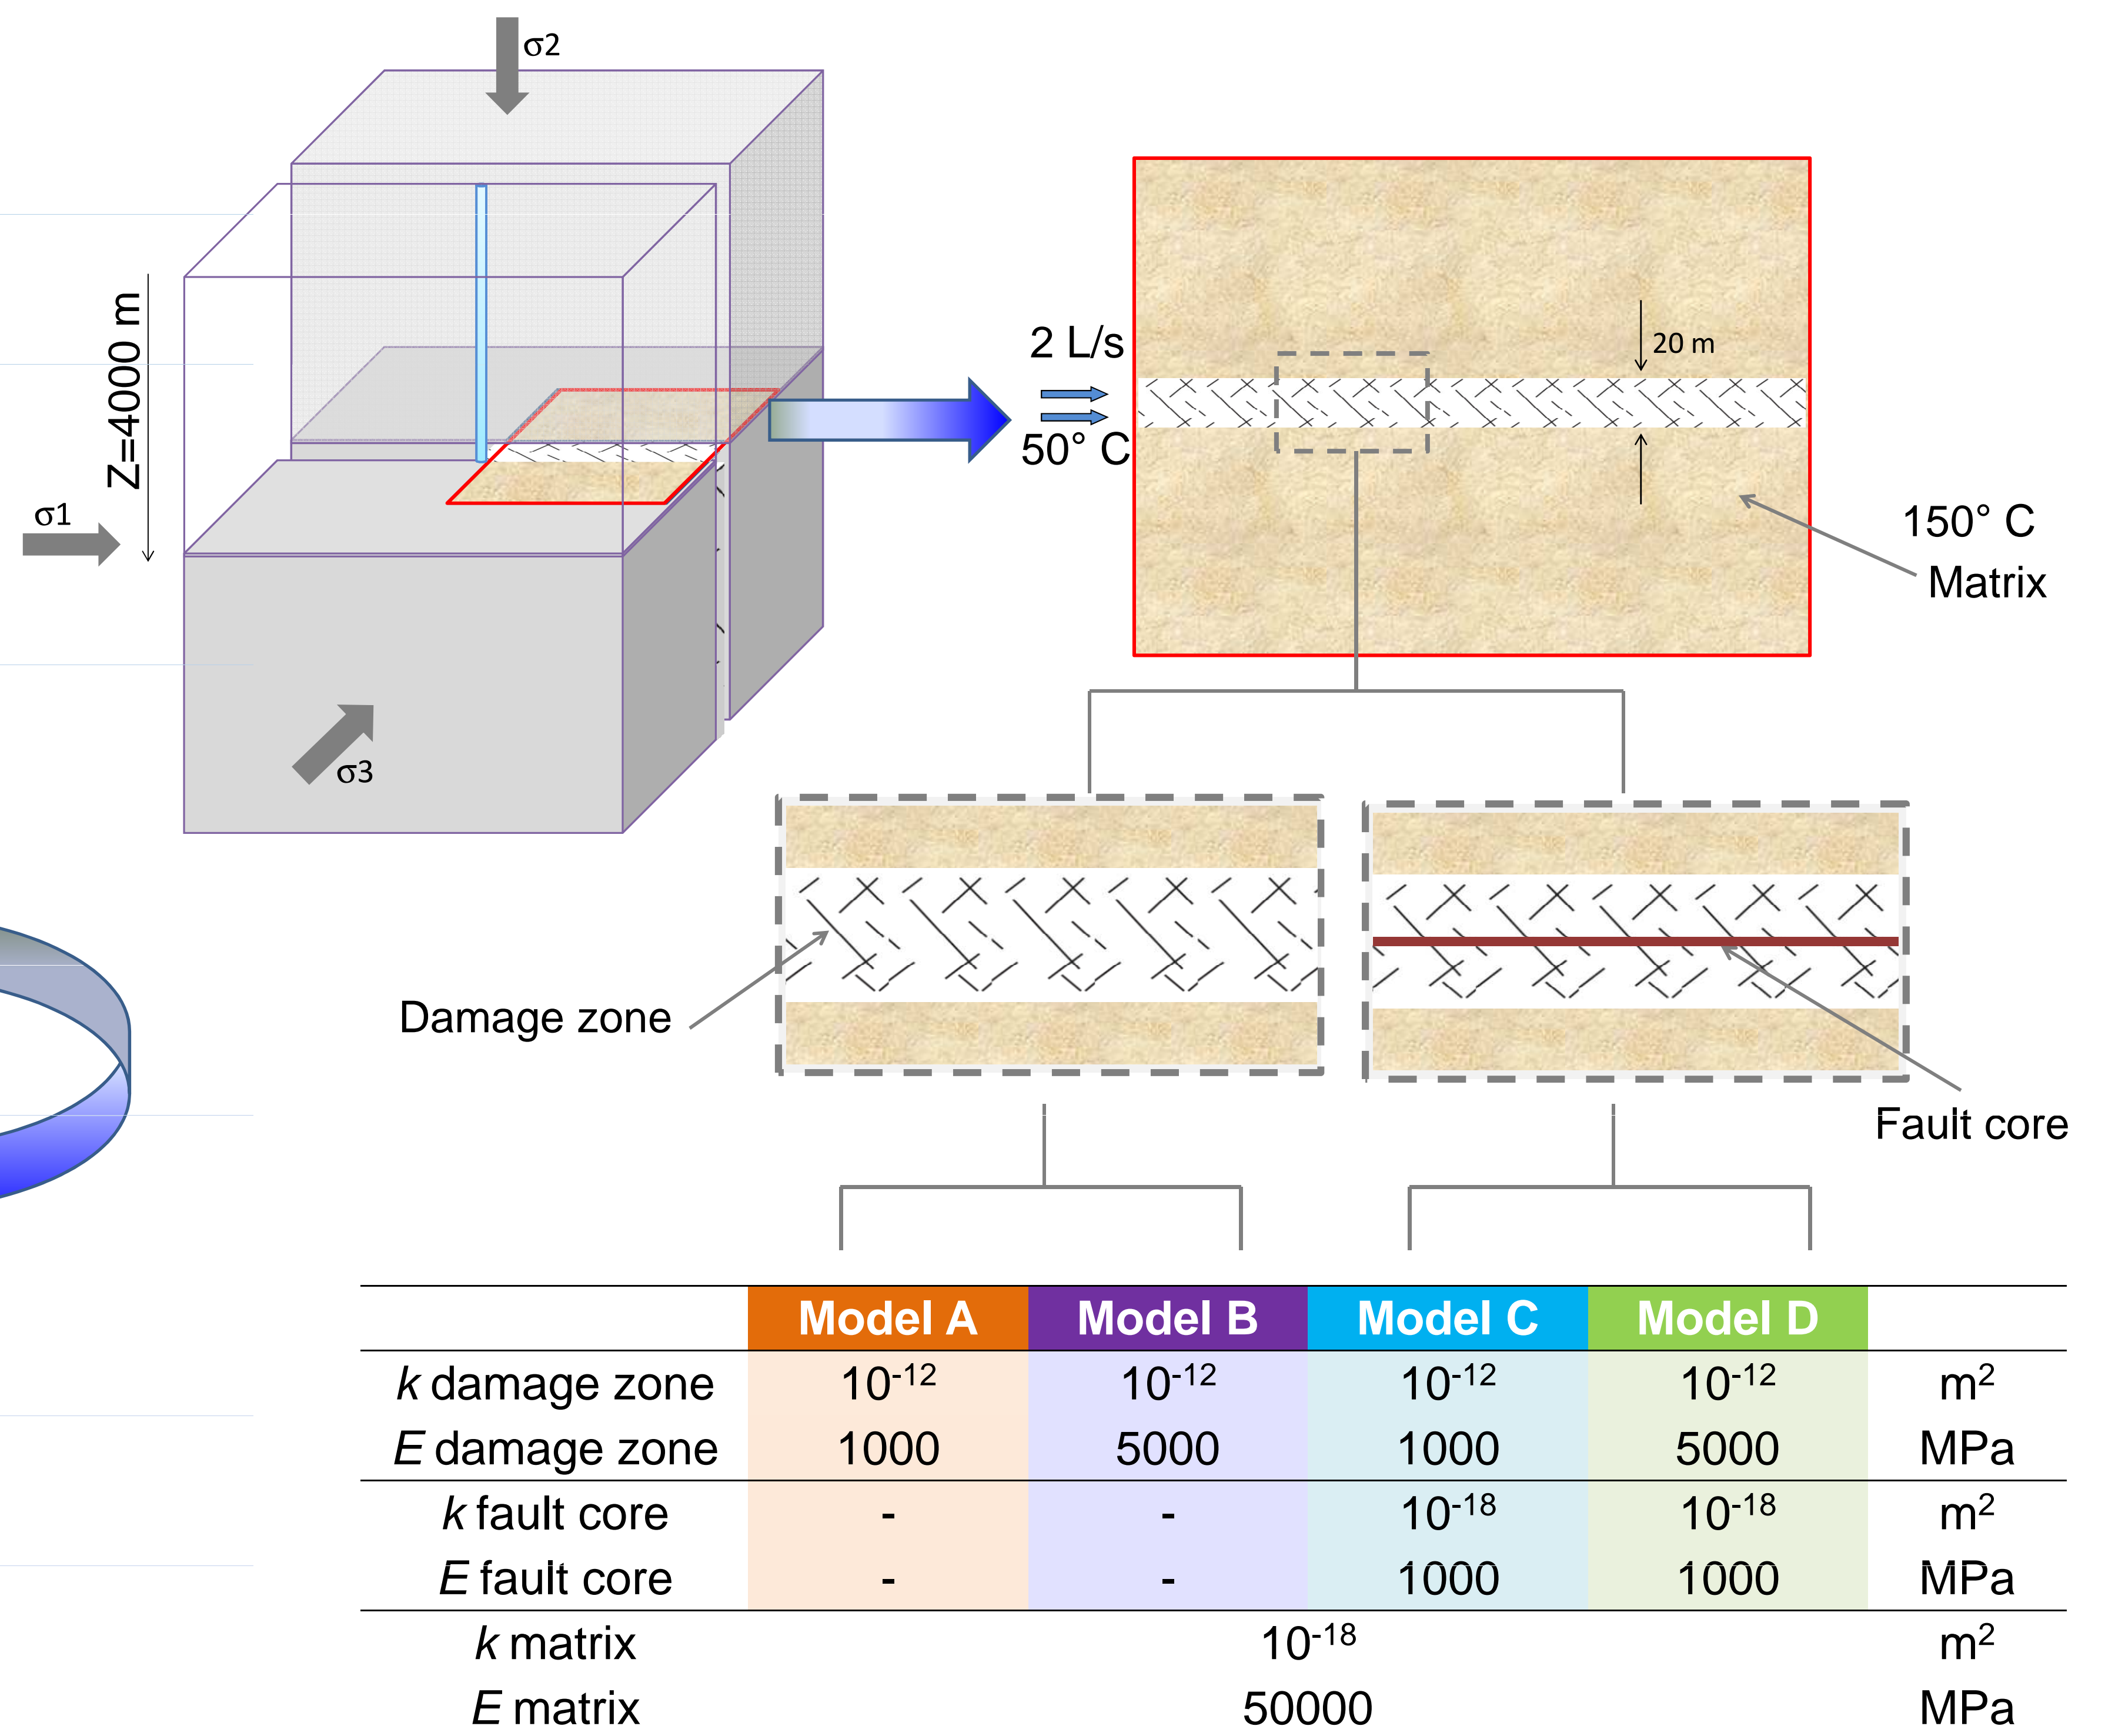 σ2
Z=4000 m
σ1
σ3
2 L/s
50° C
20 m
150° C
Matrix
Damage zone
Fault core
Model A Model B Model C Model D
k damage zone 10⁻¹² 10⁻¹² 10⁻¹² 10⁻¹² m²
E damage zone 1000 5000 1000 5000 MPa
k fault core - - 10⁻¹⁸ 10⁻¹⁸ m²
E fault core - - 1000 1000 MPa
k matrix 10⁻¹⁸ m²
E matrix 50000 MPa